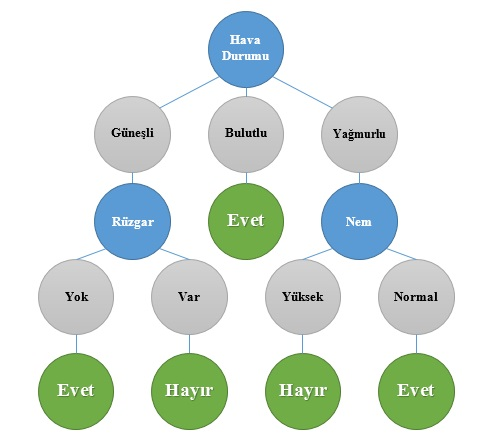 Hava
Durumu
Güneşli
Bulutlu
Yağmurlu
Rüzgar
Evet
Nem
Yok
Var
Yüksek
Normal
Evet
Hayır
Hayır
Evet